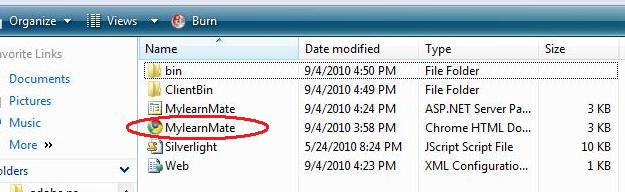 Organize Views Burn
avorite Links
Documents
Pictures
Music
More »
olders
Name Date modified Type Size
bin 9/4/2010 4:50 PM File Folder
ClientBin 9/4/2010 4:49 PM File Folder
MylearnMate 9/4/2010 4:24 PM ASP.NET Server Pa... 3 KB
MylearnMate 9/4/2010 3:58 PM Chrome HTML Do... 3 KB
Silverlight 5/24/2010 8:24 PM JScript Script File 10 KB
Web 9/4/2010 4:23 PM XML Configuratio... 1 KB